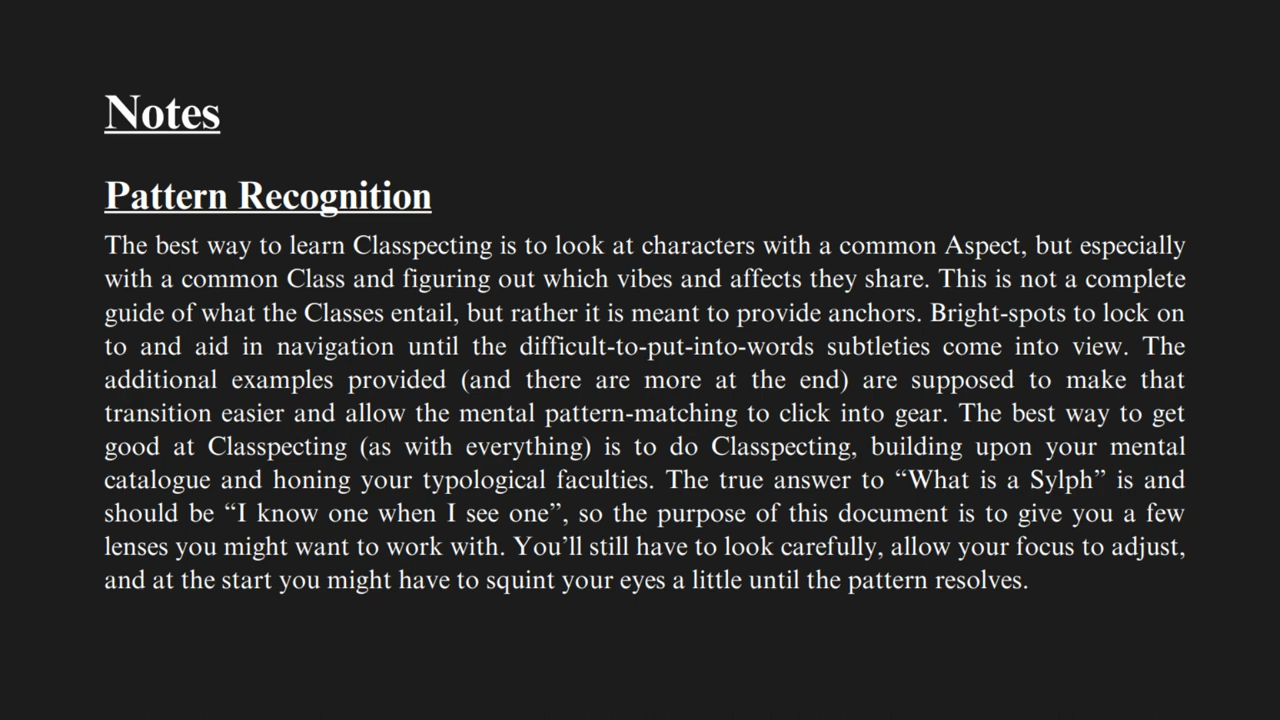 Notes
Pattern Recognition
The best way to learn Classpecting is to look at characters with a common Aspect, but especially
with a common Class and figuring out which vibes and affects they share. This is not a complete
guide of what the Classes entail, but rather it is meant to provide anchors. Bright-spots to lock on
to and aid in navigation until the difficult-to-put-into-words subtleties come into view. The
additional examples provided (and there are more at the end) are supposed to make that
transition easier and allow the mental pattern-matching to click into gear. The best way to get
good at Classpecting (as with everything) is to do Classpecting, building upon your mental
catalogue and honing your typological faculties. The true answer to “What is a Sylph” is and
should be “I know one when I see one”, so the purpose of this document is to give you a few
lenses you might want to work with. You’ll still have to look carefully, allow your focus to adjust,
and at the start you might have to squint your eyes a little until the pattern resolves.